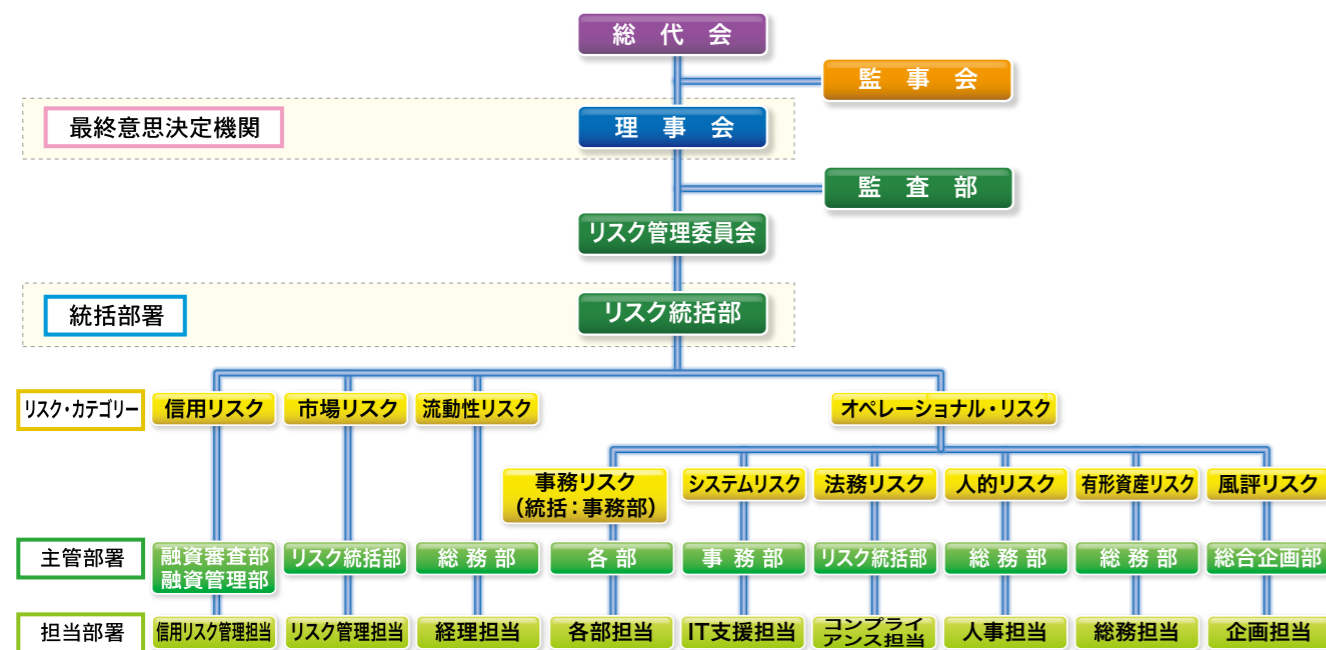 総代会
監事会
最終意思決定機関
理事会
監査部
リスク管理委員会
統括部署
リスク統括部
リスク・カテゴリー
信用リスク
市場リスク
流動性リスク
オペレーショナル・リスク
事務リスク
（統括：事務部）
システムリスク
法務リスク
人的リスク
有形資産リスク
風評リスク
主管部署
融資審査部
融資管理部
リスク統括部
総務部
各部
事務部
リスク統括部
総務部
総務部
総合企画部
担当部署
信用リスク管理担当
リスク管理担当
経理担当
各部担当
IT支援担当
コンプライ
アンス担当
人事担当
総務担当
企画担当